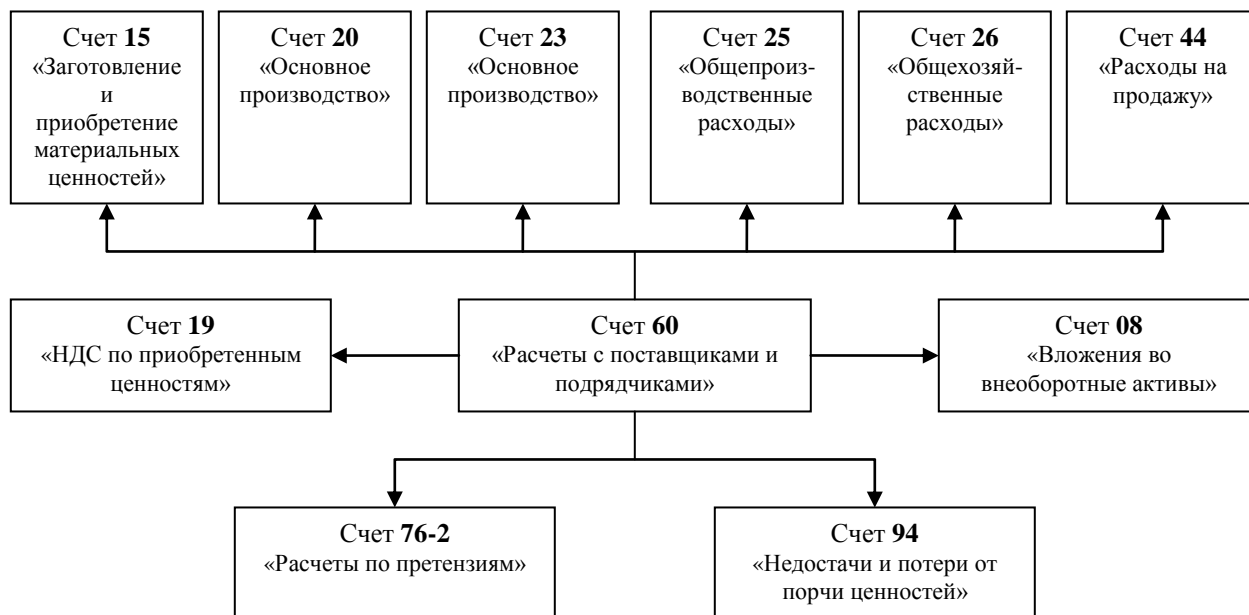 Счет 15
«Заготовление
и
приобретение
материальных
ценностей»
Счет 20
«Основное
производство»
Счет 23
«Основное
производство»
Счет 25
«Общепроиз-
водственные
расходы»
Счет 26
«Общехозяй-
ственные
расходы»
Счет 44
«Расходы на
продажу»
Счет 19
«НДС по приобретенным
ценностям»
Счет 60
«Расчеты с поставщиками и
подрядчиками»
Счет 08
«Вложения во
внеоборотные активы»
Счет 76-2
«Расчеты по претензиям»
Счет 94
«Недостачи и потери от
порчи ценностей»